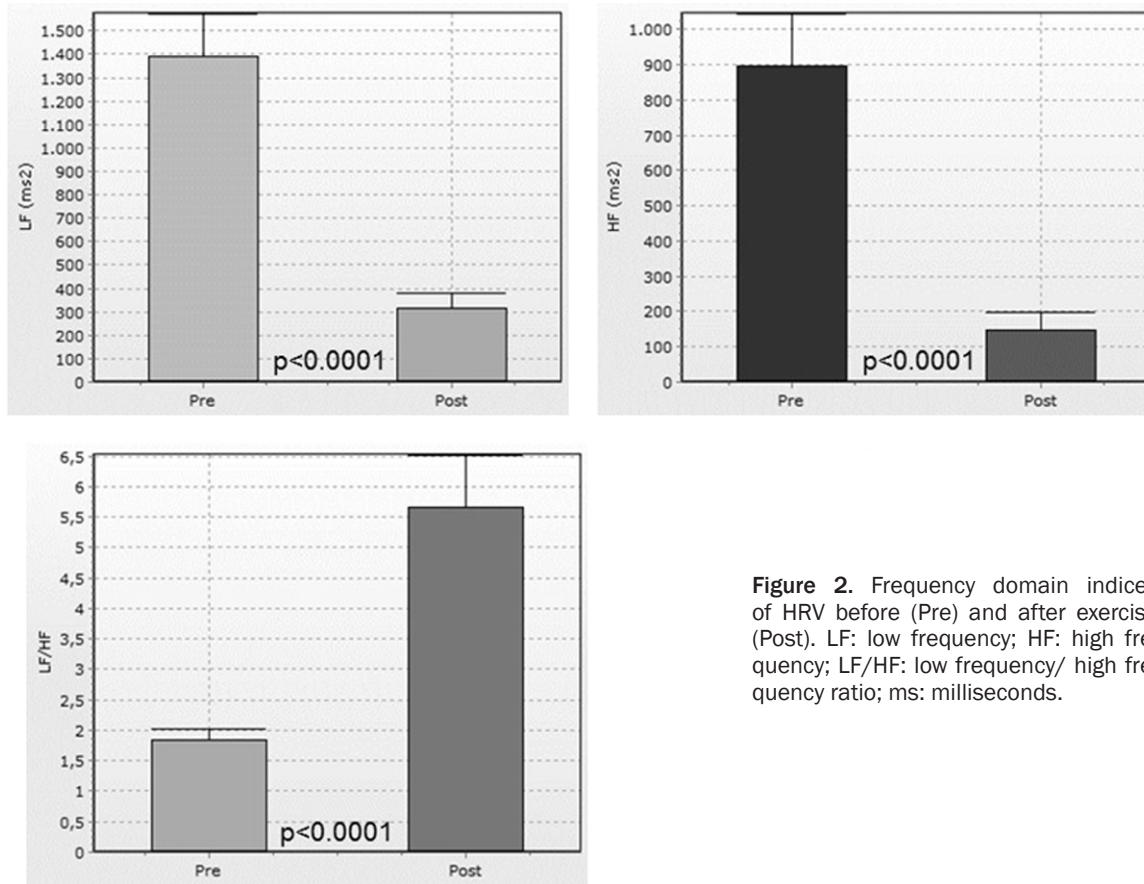 1.500
1.400
1.300
1.200
1.100
1.000
900
800
700
600
500
400
300
200
100
0
LF (ms2)
p<0.0001
Pre Post
1.000
900
800
700
600
500
400
300
200
100
0
HF (ms2)
p<0.0001
Pre Post
6,5
6
5,5
5
4,5
4
3,5
3
2,5
2
1,5
1
0,5
0
LF/HF
p<0.0001
Pre Post
Figure 2. Frequency domain indice
of HRV before (Pre) and after exercis
(Post). LF: low frequency; HF: high fre
quency; LF/HF: low frequency/ high fre
quency ratio; ms: milliseconds.